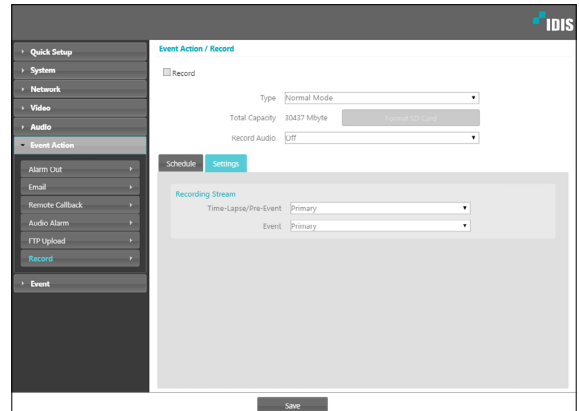 IDIS
Quick Setup
System
Network
Video
Audio
Event Action
Alarm Out
Email
Remote Callback
Audio Alarm
FTP Upload
Record
Event
Event Action / Record
Record
Type Normal Mode
Total Capacity 30437 Mbyte Format SD Card
Record Audio Off
Schedule Settings
Recording Stream
Time-Lapse/Pre-Event Primary
Event Primary
Save